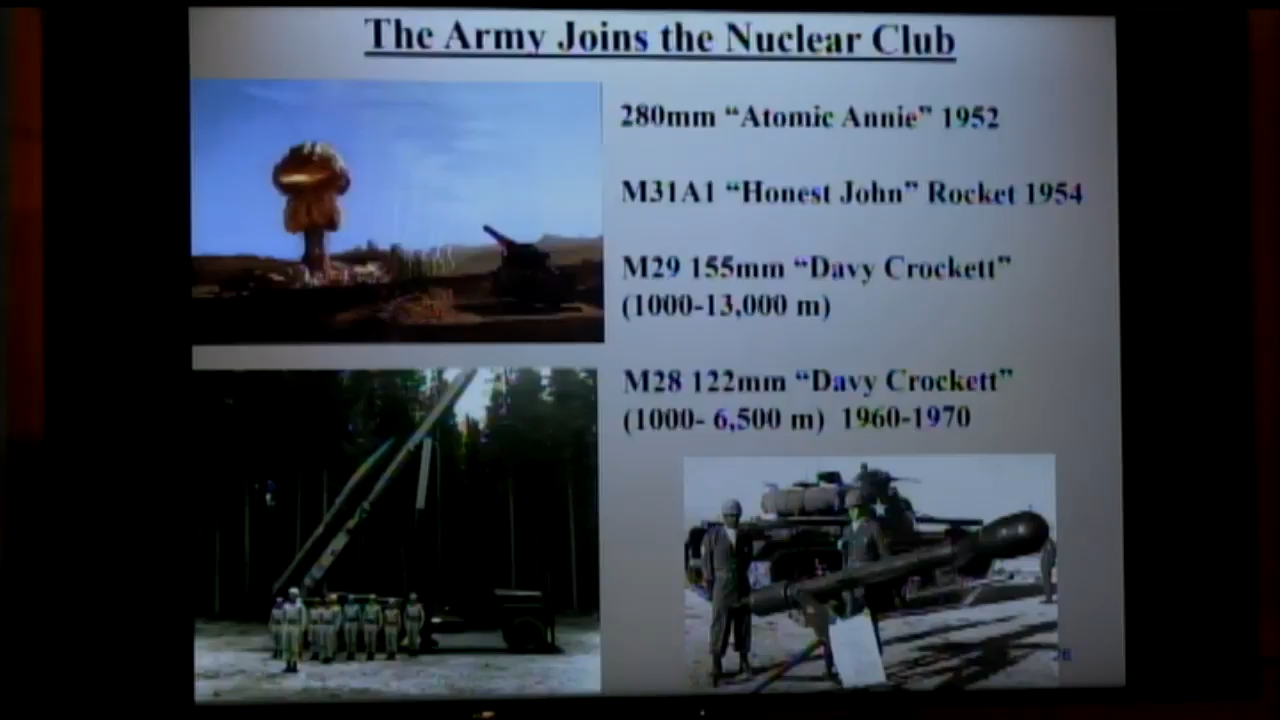 The Army Joins the Nuclear Club
280mm “Atomic Annie” 1952
M31A1 “Honest John” Rocket 1954
M29 155mm “Davy Crockett”
(1000-13,000 m)
M28 122mm “Davy Crockett”
(1000- 6,500 m) 1960-1970
26